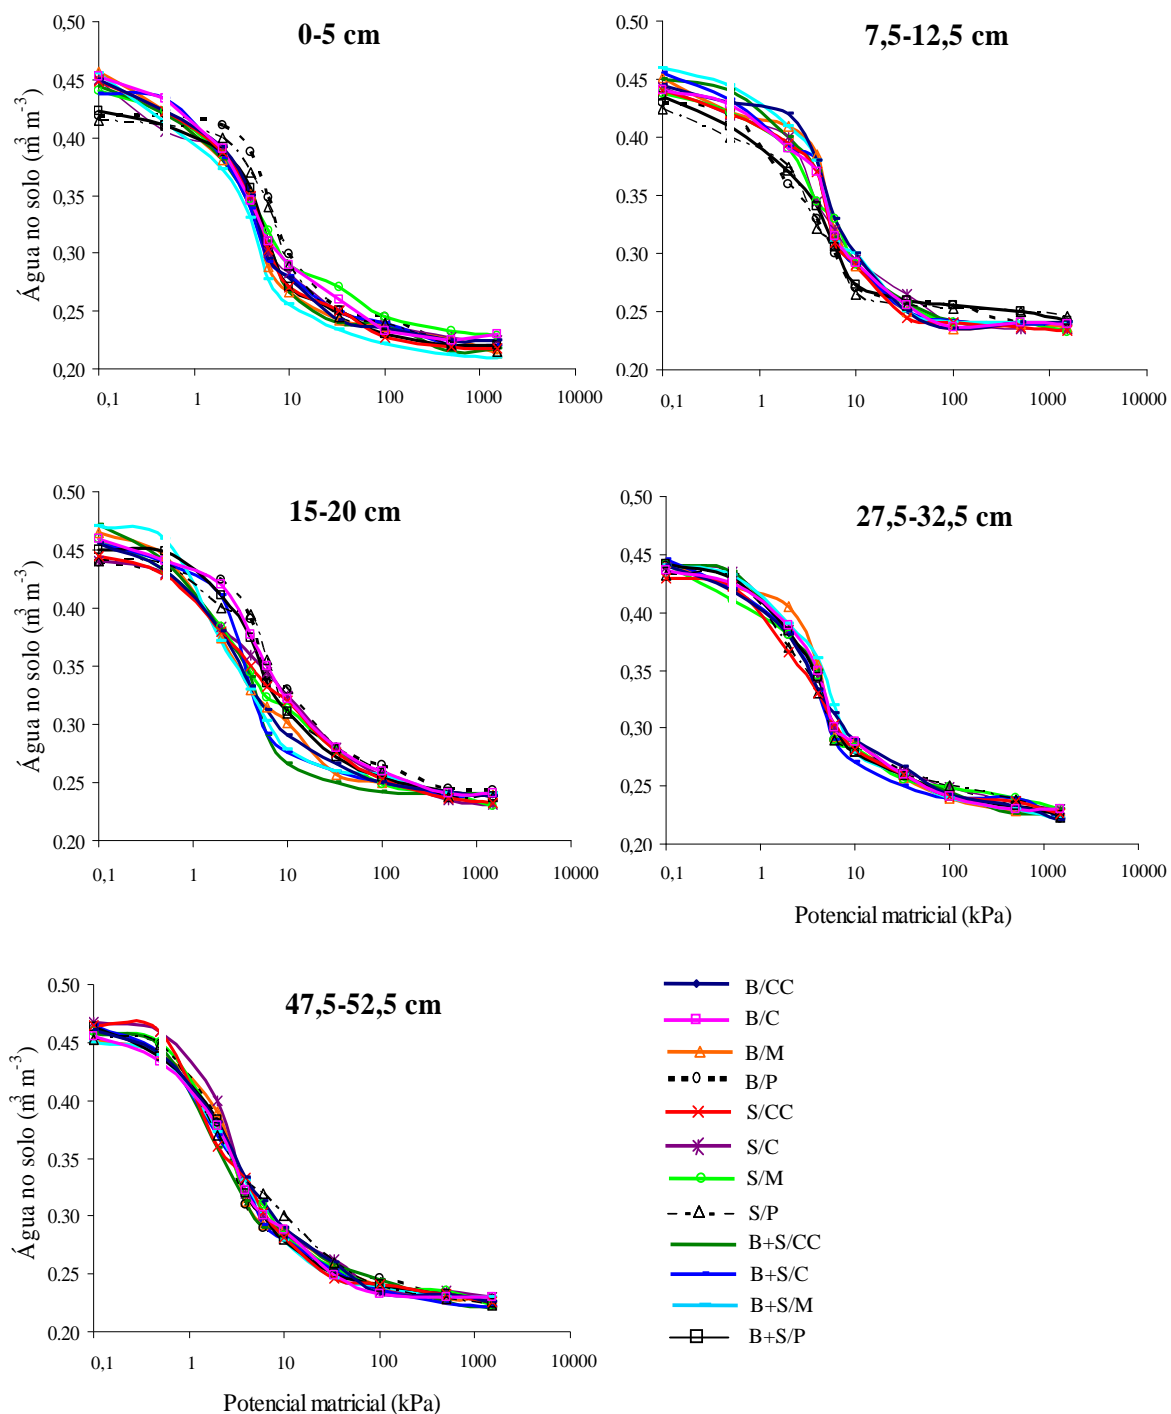 0-5 cm
Água no solo (m³ m⁻³)
0.50
0.45
0.40
0.35
0.30
0.25
0,20
0,1 1 10 100 1000 10000
7,5-12,5 cm
0.50
0.45
0.40
0.35
0.30
0.25
0.20
0,1 1 10 100 1000 10000
15-20 cm
Água no solo (m³ m⁻³)
0.50
0.45
0.40
0.35
0.30
0.25
0.20
0,1 1 10 100 1000 10000
27,5-32,5 cm
0,50
0,45
0,40
0,35
0,30
0,25
0,20
0,1 1 10 100 1000 10000
Potencial matricial (kPa)
47,5-52,5 cm
Água no solo (m³ m⁻³)
0.50
0.45
0.40
0.35
0.30
0.25
0.20
0,1 1 10 100 1000 10000
Potencial matricial (kPa)
B/CC
B/C
B/M
B/P
S/CC
S/C
S/M
S/P
B+S/CC
B+S/C
B+S/M
B+S/P